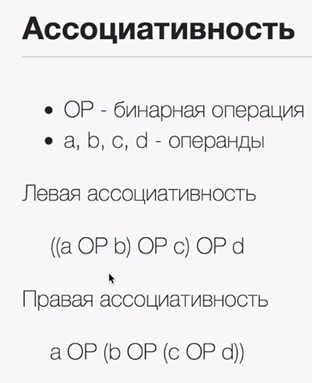 Ассоциативность
• OP - бинарная операция
• a, b, c, d - операнды
Левая ассоциативность
((a OP b) OP c) OP d
Правая ассоциативность
a OP (b OP (c OP d))